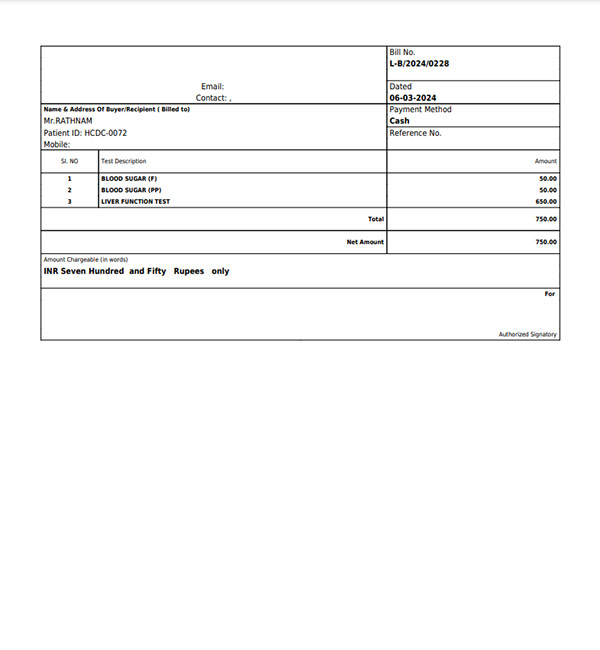 Bill No.
L-B/2024/0228
Email:
Contact: ,
Dated
06-03-2024
Name & Address Of Buyer/Recipient ( Billed to)
Mr.RATHNAM
Patient ID: HCDC-0072
Mobile:
Payment Method
Cash
Reference No.
Sl. NO Test Description Amount
1 BLOOD SUGAR (F) 50.00
2 BLOOD SUGAR (PP) 50.00
3 LIVER FUNCTION TEST 650.00
Total 750.00
Net Amount 750.00
Amount Chargeable (in words)
INR Seven Hundred and Fifty Rupees only
For
Authorized Signatory